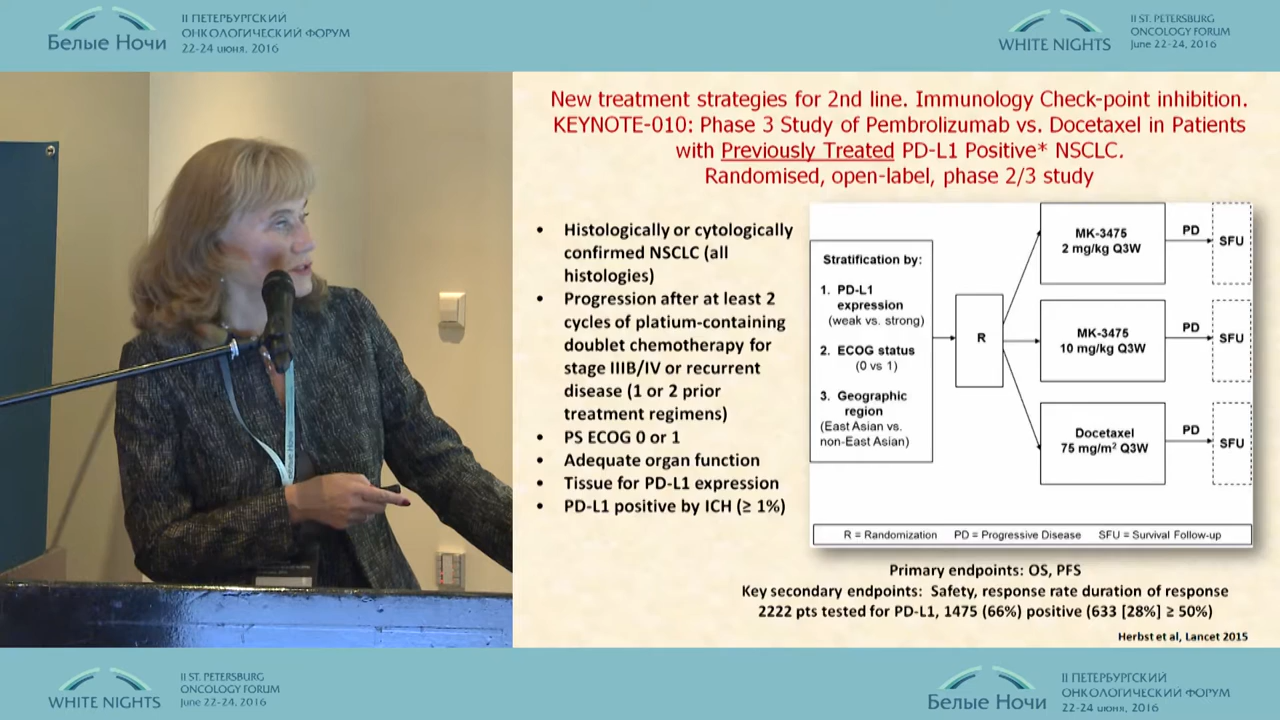 Белые Ночи
II ПЕТЕРБУРГСКИЙ
ОНКОЛОГИЧЕСКИЙ ФОРУМ
22-24 июня, 2016
WHITE NIGHTS
II ST. PETERSBURG
ONCOLOGY FORUM
June 22-24, 2016
New treatment strategies for 2nd line. Immunology Check-point inhibition.
KEYNOTE-010: Phase 3 Study of Pembrolizumab vs. Docetaxel in Patients
with Previously Treated PD-L1 Positive* NSCLC.
Randomised, open-label, phase 2/3 study
• Histologically or cytologically
confirmed NSCLC (all
histologies)
• Progression after at least 2
cycles of platium-containing
doublet chemotherapy for
stage IIIB/IV or recurrent
disease (1 or 2 prior
treatment regimens)
• PS ECOG 0 or 1
• Adequate organ function
• Tissue for PD-L1 expression
• PD-L1 positive by ICH (≥ 1%)
Stratification by:
1. PD-L1
expression
(weak vs. strong)
2. ECOG status
(0 vs 1)
3. Geographic
region
(East Asian vs.
non-East Asian)
R
MK-3475
2 mg/kg Q3W
PD
SFU
MK-3475
10 mg/kg Q3W
PD
SFU
Docetaxel
75 mg/m² Q3W
PD
SFU
R = Randomization PD = Progressive Disease SFU = Survival Follow-up
Primary endpoints: OS, PFS
Key secondary endpoints: Safety, response rate duration of response
2222 pts tested for PD-L1, 1475 (66%) positive (633 [28%] ≥ 50%)
Herbst et al, Lancet 2015
WHITE NIGHTS
II ST. PETERSBURG
ONCOLOGY FORUM
June 22-24, 2016
Белые Ночи
II ПЕТЕРБУРГСКИЙ
ОНКОЛОГИЧЕСКИЙ ФОРУМ
22-24 июня, 2016